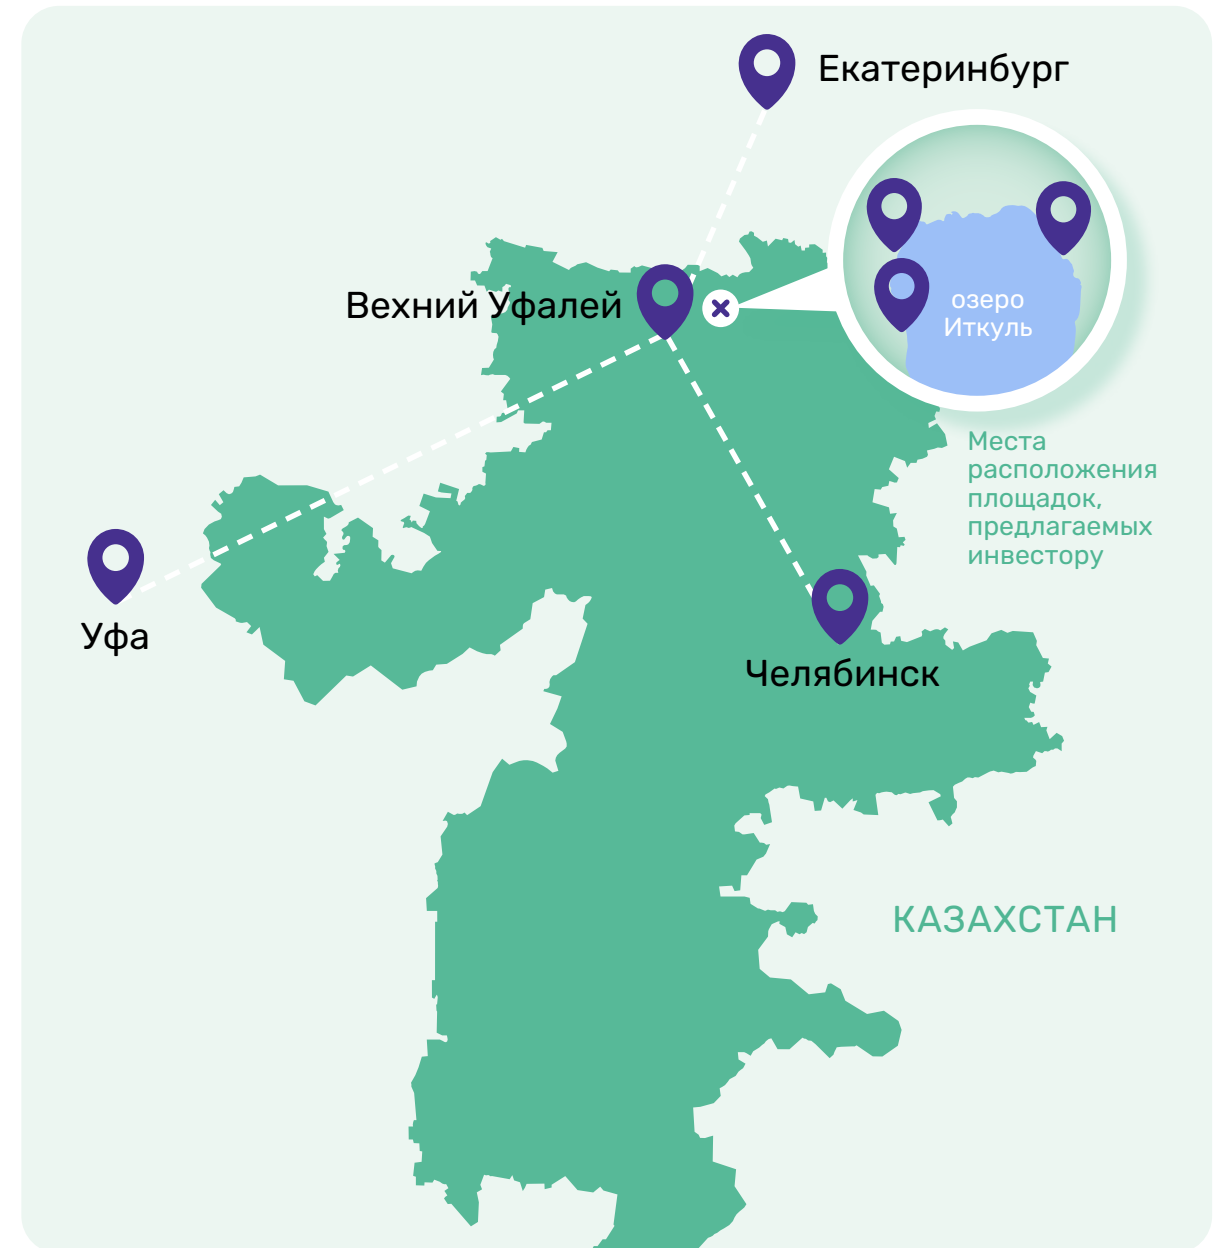 Екатеринбург
Вехний Уфалей
озеро
Иткуль
Места
расположения
площадок,
предлагаемых
инвестору
Уфа
Челябинск
КАЗАХСТАН